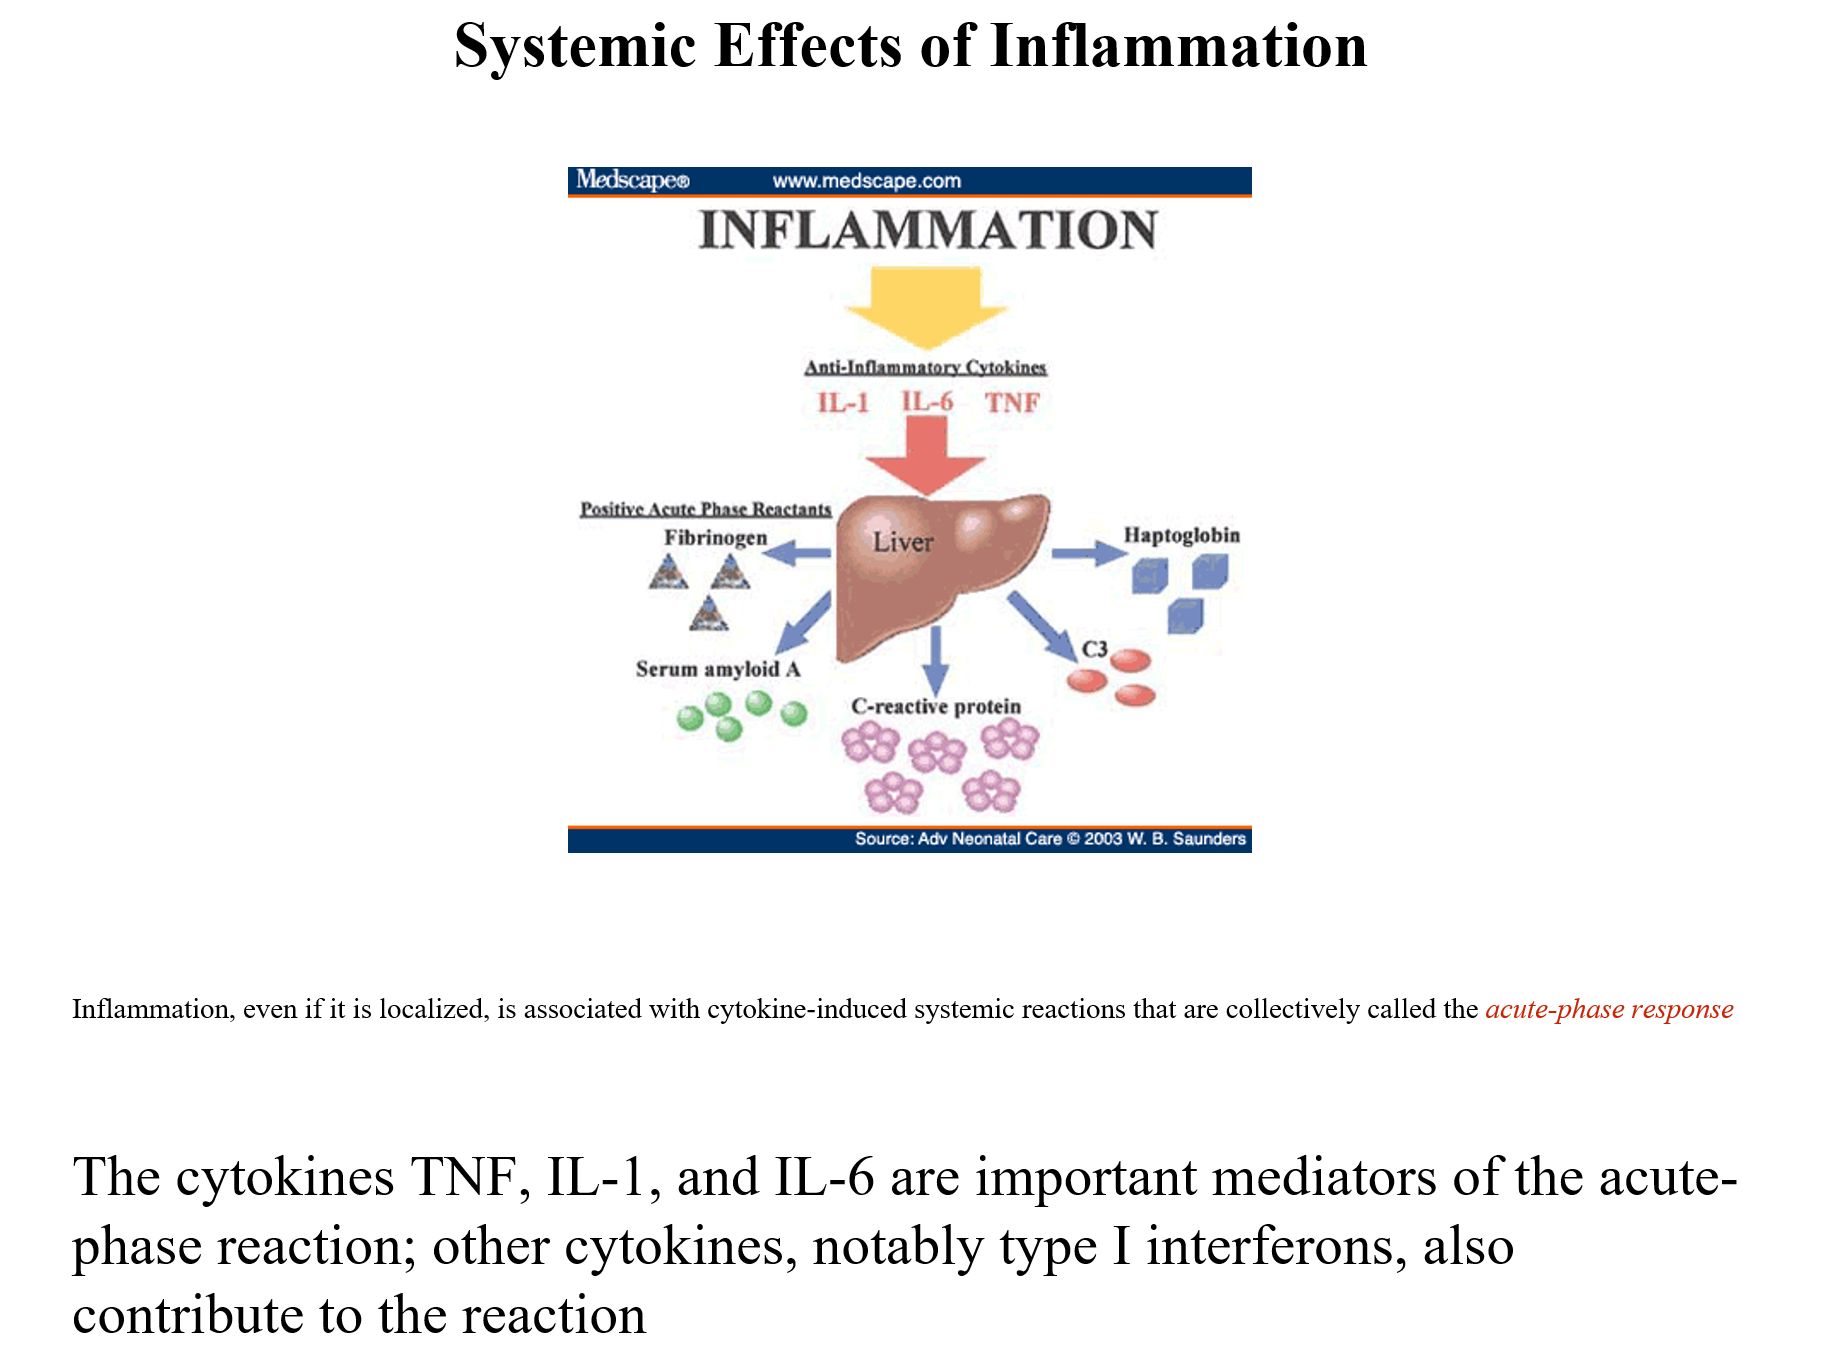 Systemic Effects of Inflammation
Medscape® www.medscape.com
INFLAMMATION
Anti-Inflammatory Cytokines
IL-1 IL-6 TNF
Positive Acute Phase Reactants
Fibrinogen
Liver
Haptoglobin
C3
Serum amyloid A
C-reactive protein
Source: Adv Neonatal Care © 2003 W. B. Saunders
Inflammation, even if it is localized, is associated with cytokine-induced systemic reactions that are collectively called the acute-phase response
The cytokines TNF, IL-1, and IL-6 are important mediators of the acute-
phase reaction; other cytokines, notably type I interferons, also
contribute to the reaction